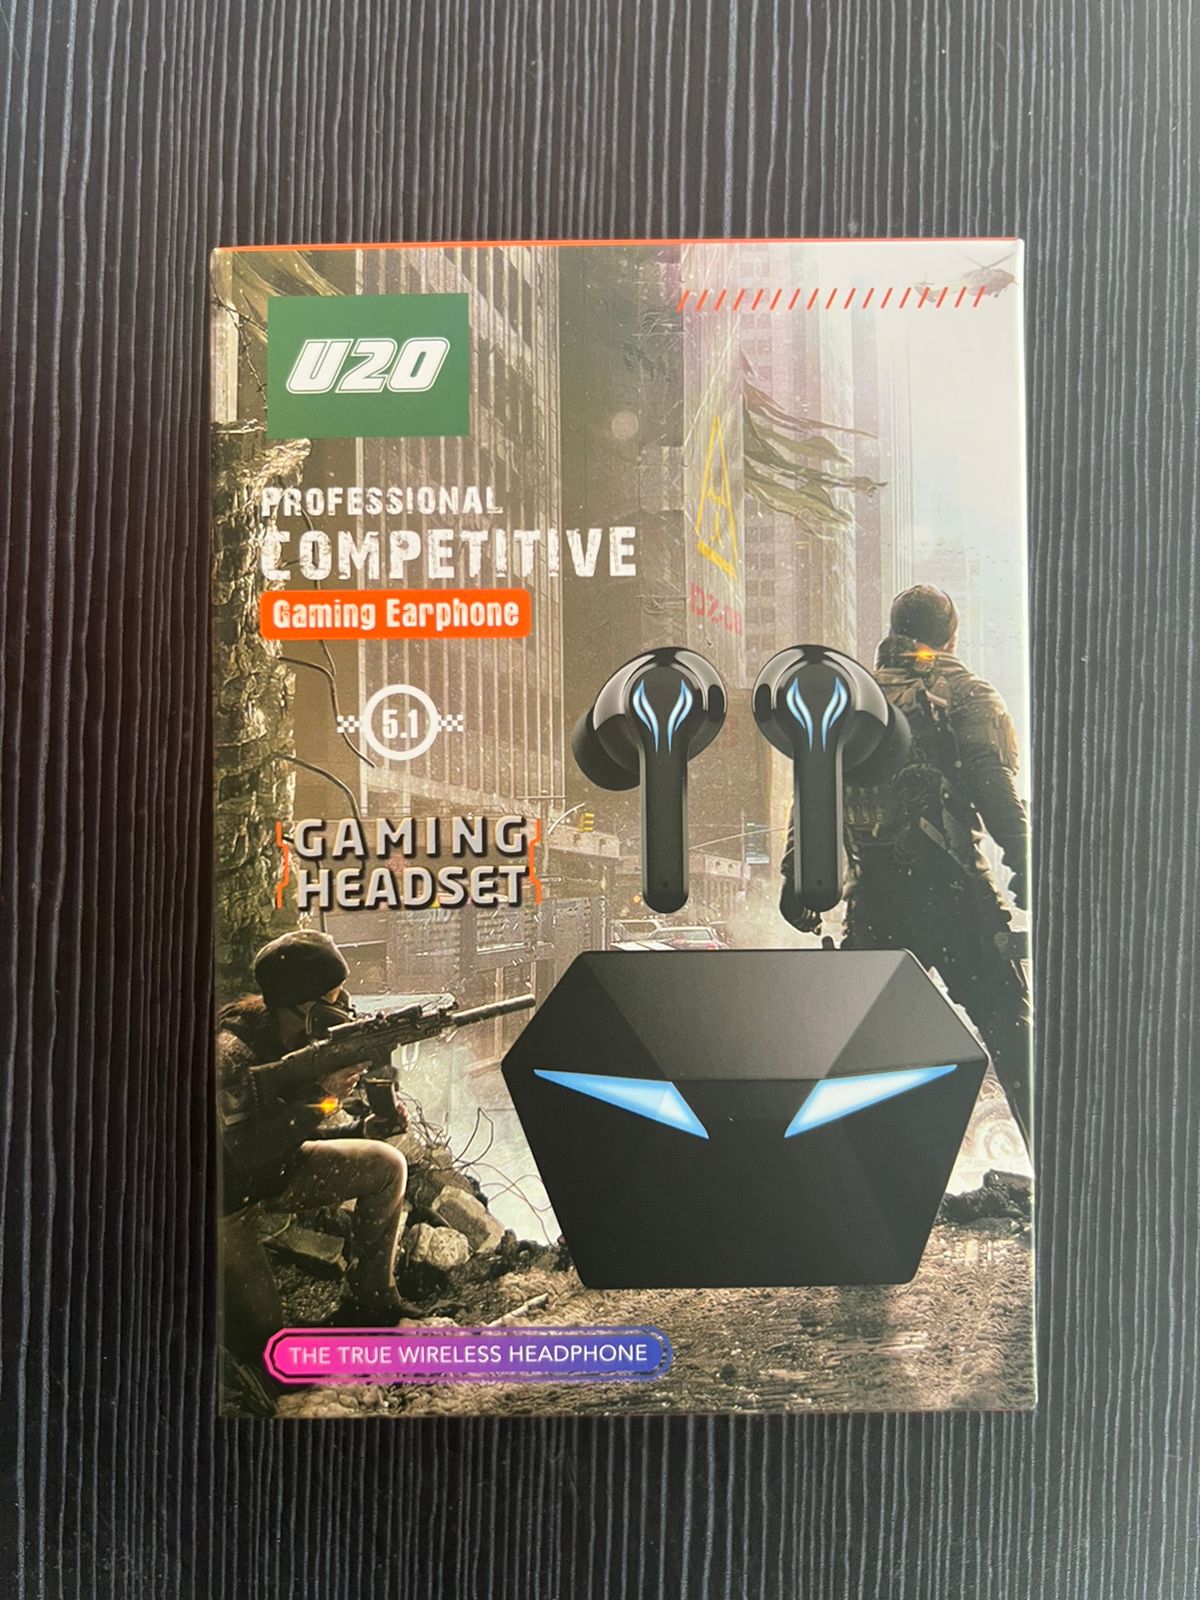 U20
PROFESSIONAL
COMPETITIVE
Gaming Earphone
5.1
GAMING
HEADSET
THE TRUE WIRELESS HEADPHONE